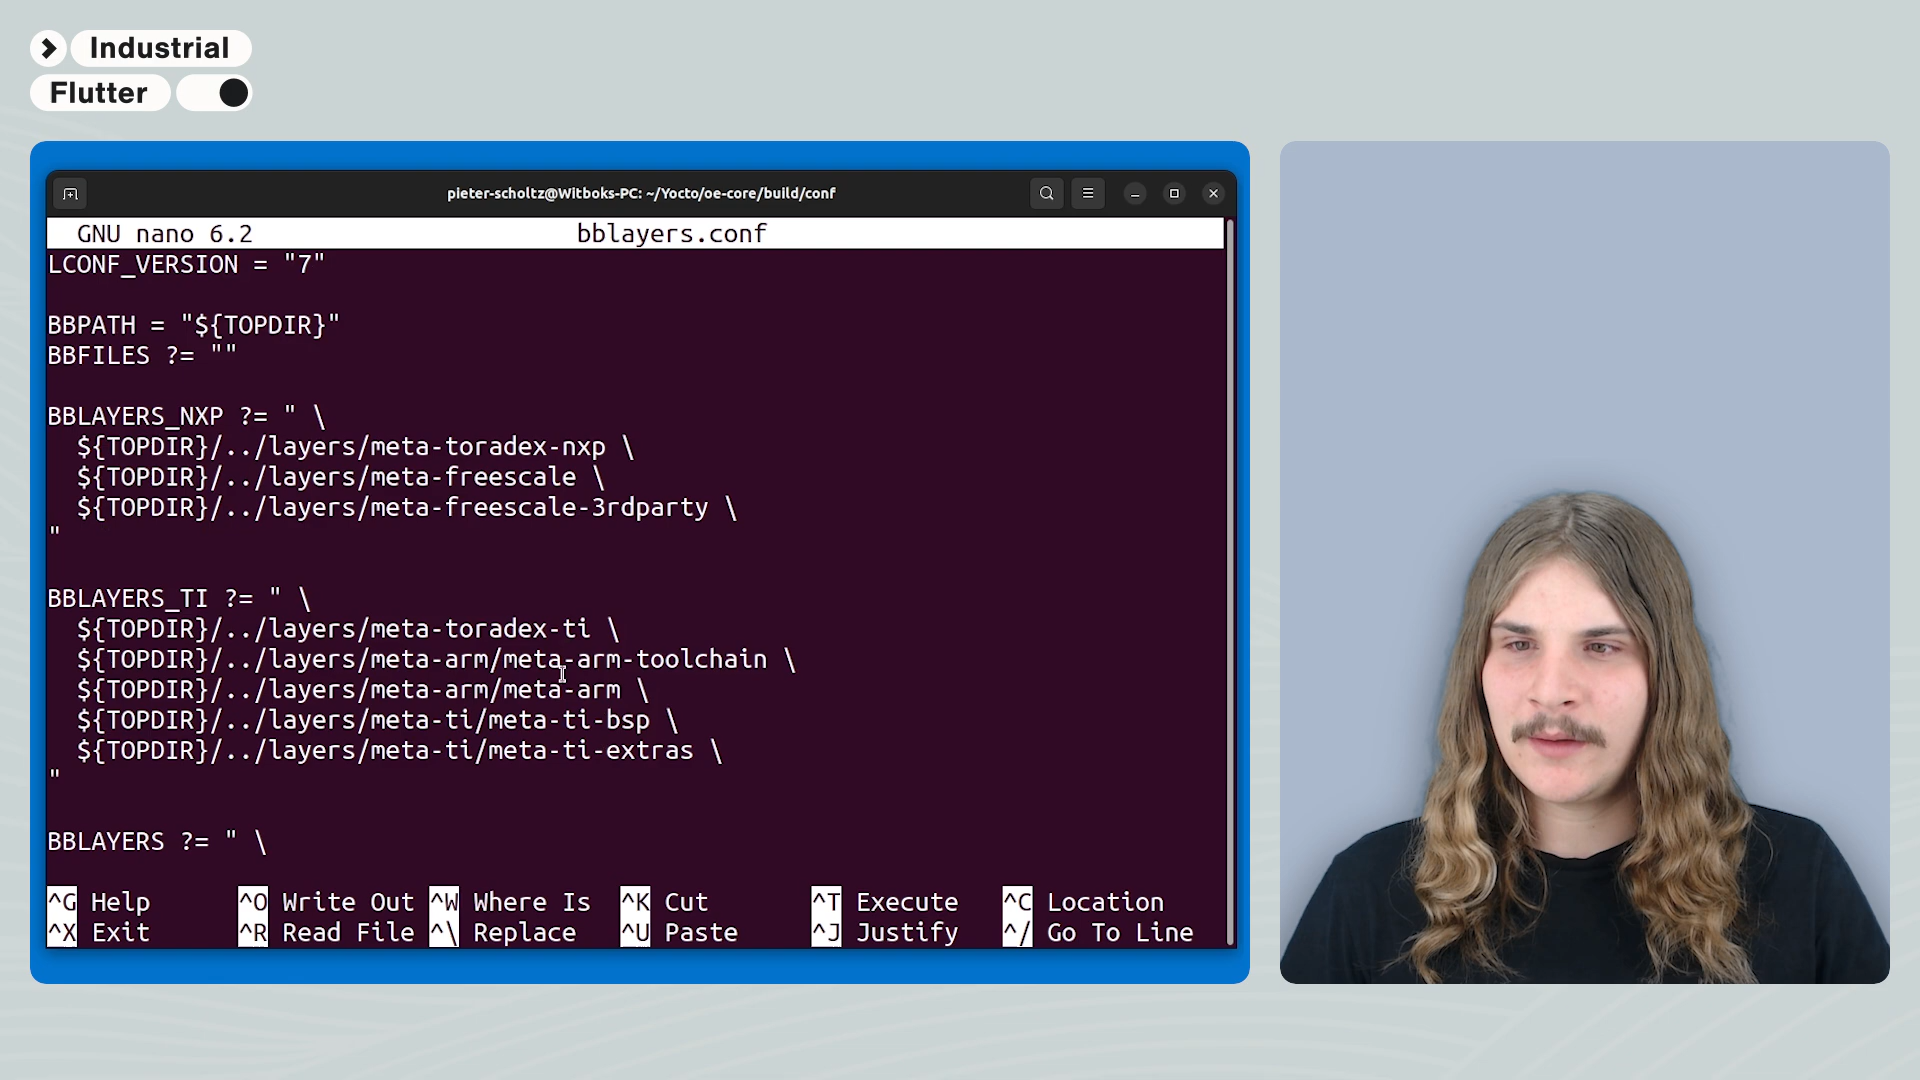 Industrial
Flutter
pieter-scholtz@Witboks-PC: ~/Yocto/oe-core/build/conf
GNU nano 6.2 bblayers.conf
LCONF_VERSION = "7"
BBPATH = "${TOPDIR}"
BBFILES ?= ""
BBLAYERS_NXP ?= " \
${TOPDIR}/../layers/meta-toradex-nxp \
${TOPDIR}/../layers/meta-freescale \
${TOPDIR}/../layers/meta-freescale-3rdparty \
"
BBLAYERS_TI ?= " \
${TOPDIR}/../layers/meta-toradex-ti \
${TOPDIR}/../layers/meta-arm/meta-arm-toolchain \
${TOPDIR}/../layers/meta-arm/meta-arm \
${TOPDIR}/../layers/meta-ti/meta-ti-bsp \
${TOPDIR}/../layers/meta-ti/meta-ti-extras \
"
BBLAYERS ?= " \
^G Help ^O Write Out ^W Where Is ^K Cut ^T Execute ^C Location
^X Exit ^R Read File ^\ Replace ^U Paste ^J Justify ^/ Go To Line